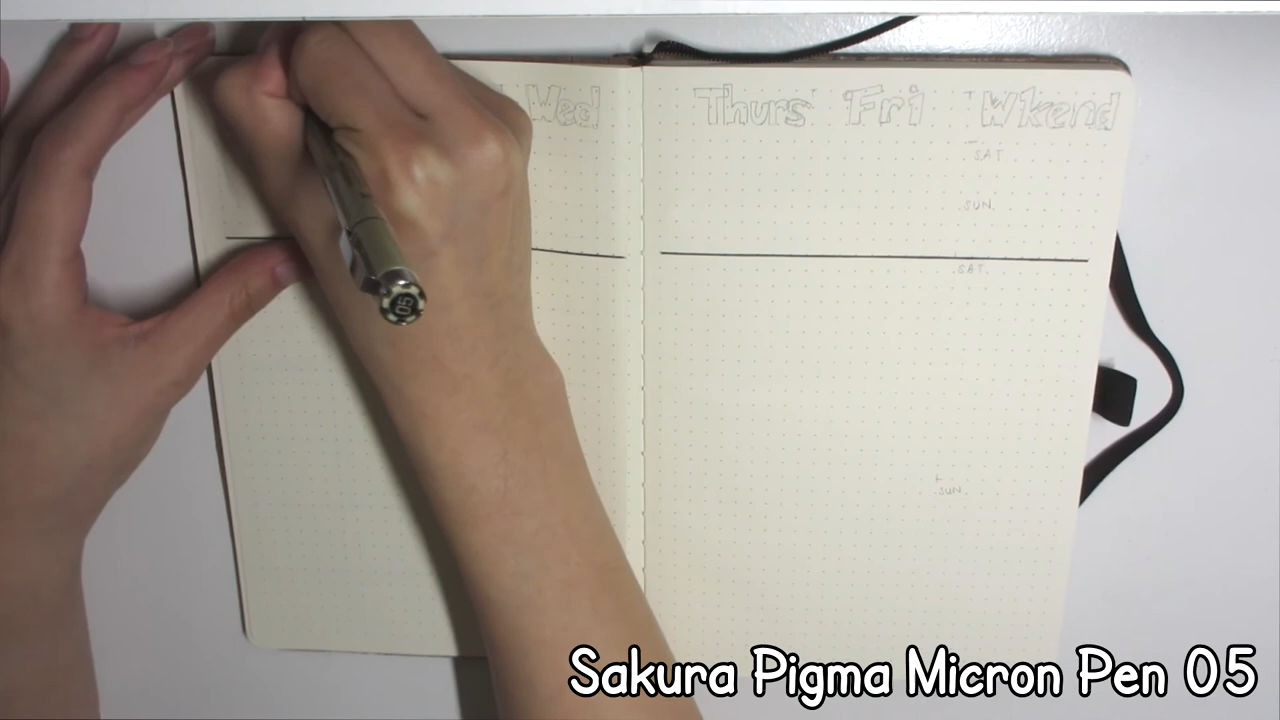 Wed Thurs Fri Wkend
SAT
SUN
SAT.
SUN.
05
Sakura Pigma Micron Pen 05